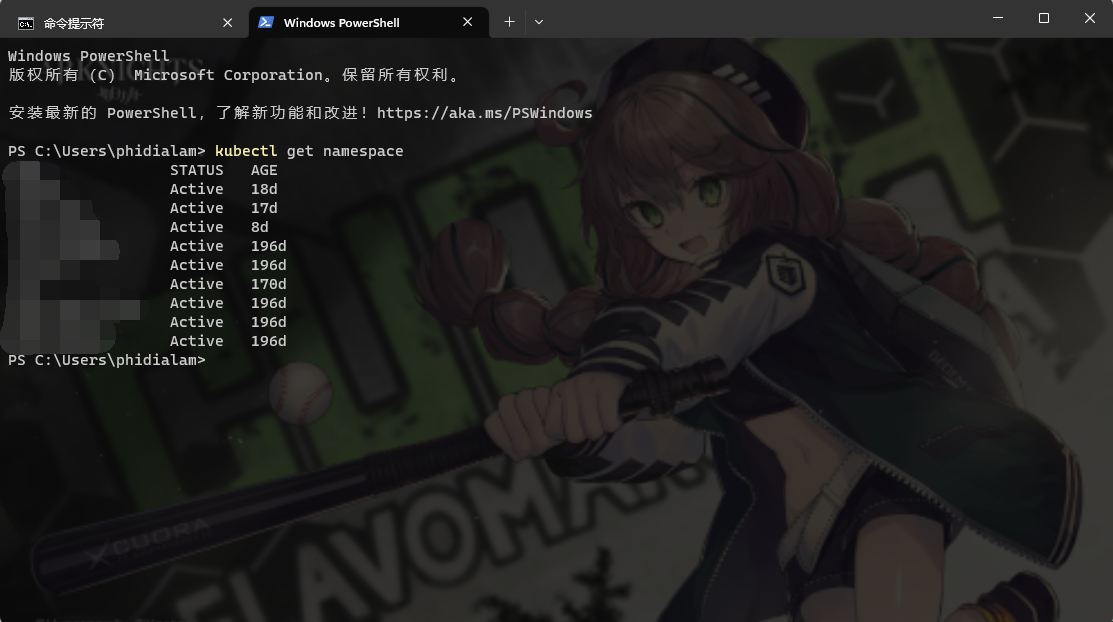 命令提示符
Windows PowerShell
Windows PowerShell
版权所有 (C) Microsoft Corporation。保留所有权利。
安装最新的 PowerShell，了解新功能和改进！https://aka.ms/PSWindows
PS C:\Users\phidialam> kubectl get namespace
STATUS AGE
Active 18d
Active 17d
Active 8d
Active 196d
Active 196d
Active 170d
Active 196d
Active 196d
Active 196d
PS C:\Users\phidialam>
CUORA